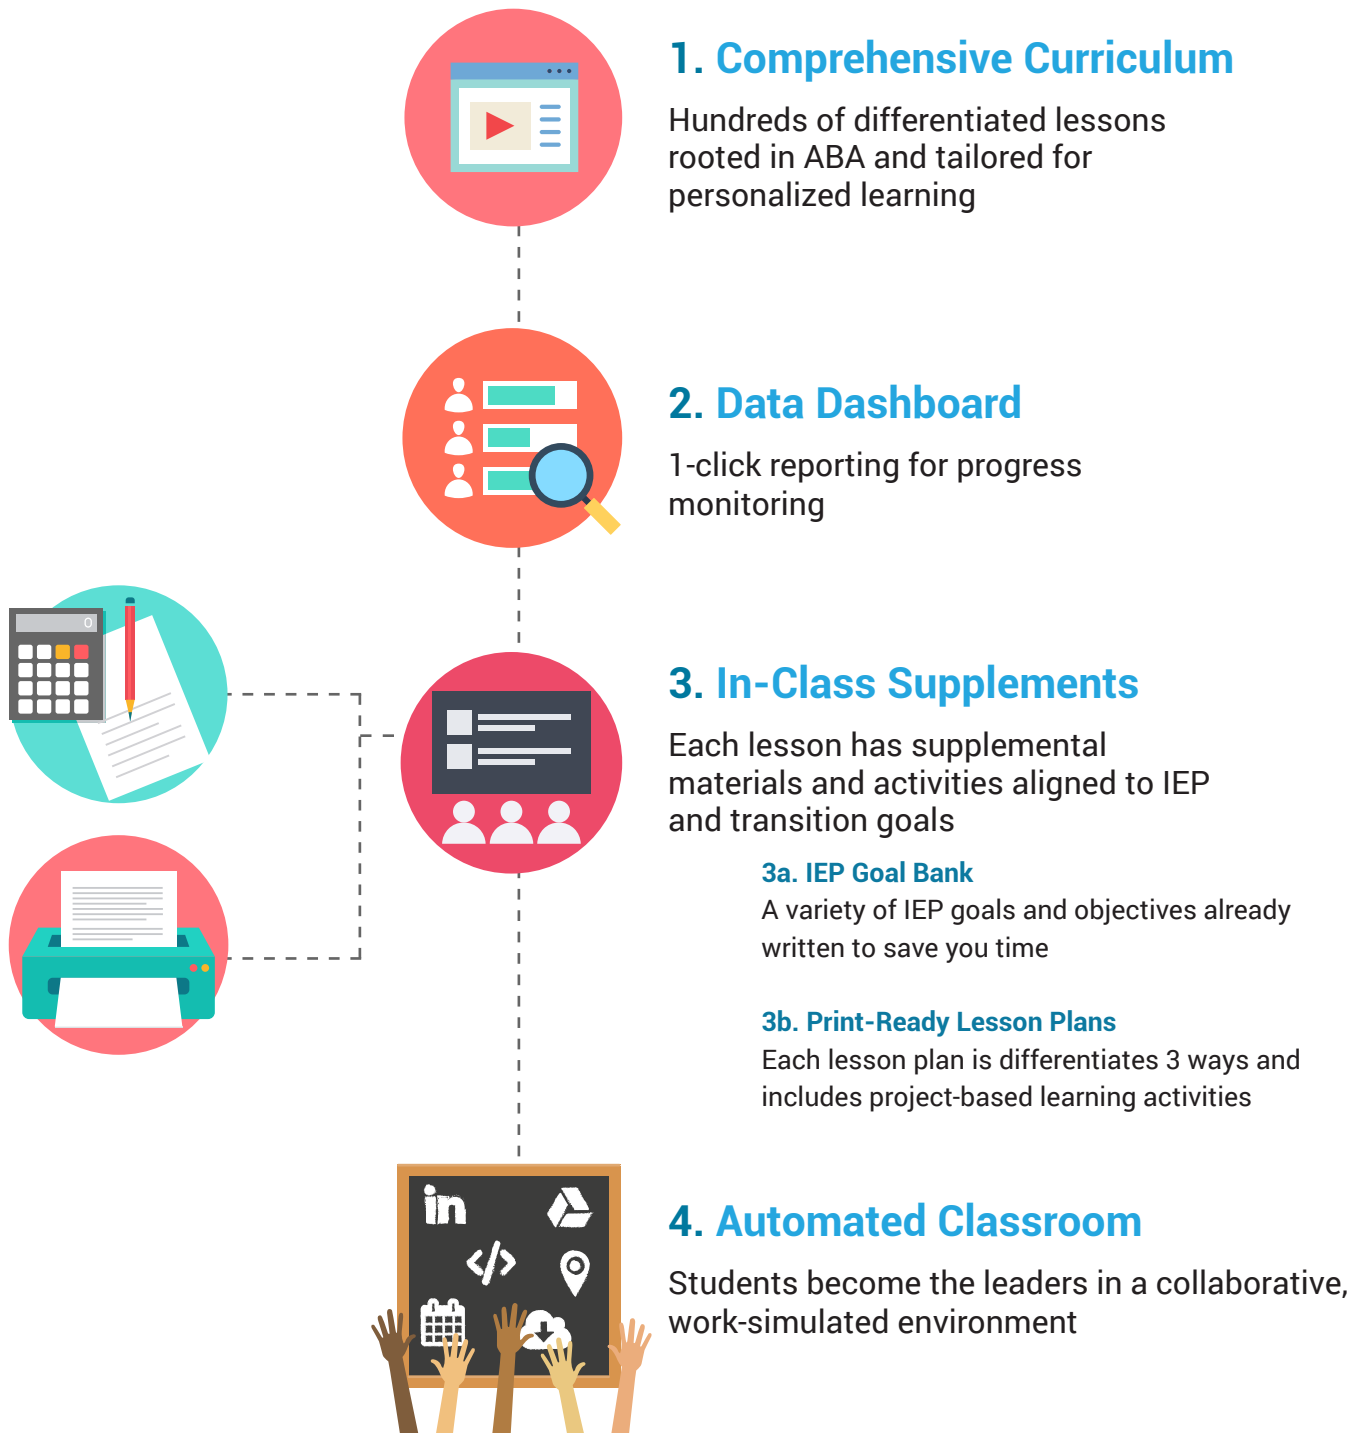 1. Comprehensive Curriculum
Hundreds of differentiated lessons
rooted in ABA and tailored for
personalized learning
2. Data Dashboard
1-click reporting for progress
monitoring
0
3. In-Class Supplements
Each lesson has supplemental
materials and activities aligned to IEP
and transition goals
3a. IEP Goal Bank
A variety of IEP goals and objectives already
written to save you time
3b. Print-Ready Lesson Plans
Each lesson plan is differentiates 3 ways and
includes project-based learning activities
in
</>
4. Automated Classroom
Students become the leaders in a collaborative,
work-simulated environment